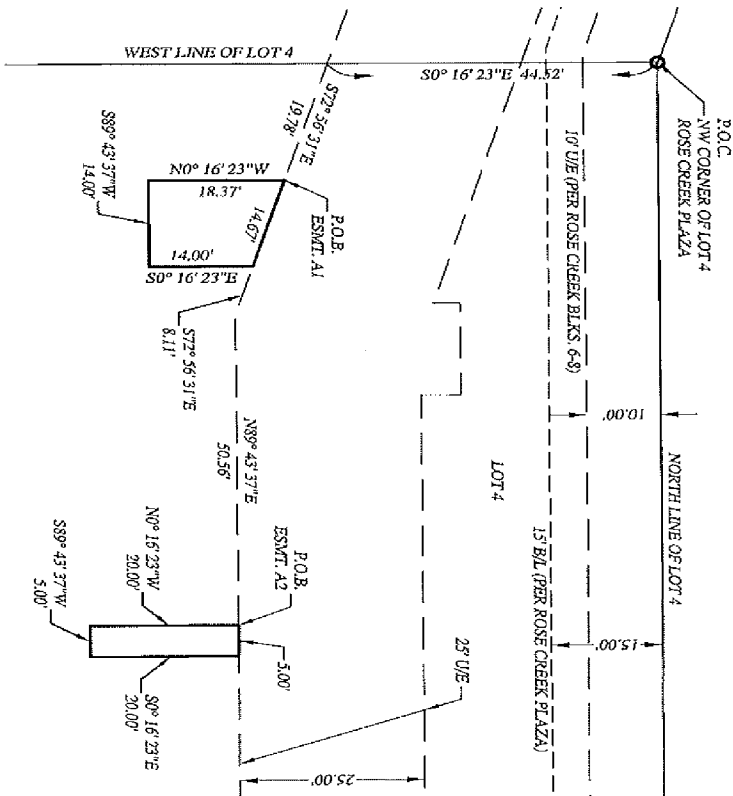 WEST LINE OF LOT 4
S0° 16' 23"E 44.52'
P.O.C.
NW CORNER OF LOT 4
ROSE CREEK PLAZA
S72° 56' 31"E
19.78'
N0° 16' 23"W
18.37'
S89° 43' 37"W
14.00'
14.67'
P.O.B.
ESMT. A1
14.00'
S0° 16' 23"E
S72° 56' 31"E
8.11'
10' U/E (PER ROSE CREEK BLKS. 6-8)
10.00'
NORTH LINE OF LOT 4
N89° 43' 37"E
50.56'
LOT 4
15' B/L (PER ROSE CREEK PLAZA)
15.00'
P.O.B.
ESMT. A2
N0° 16' 23"W
20.00'
S89° 43' 37"W
5.00'
5.00'
25' U/E
S0° 16' 23"E
20.00'
25.00'